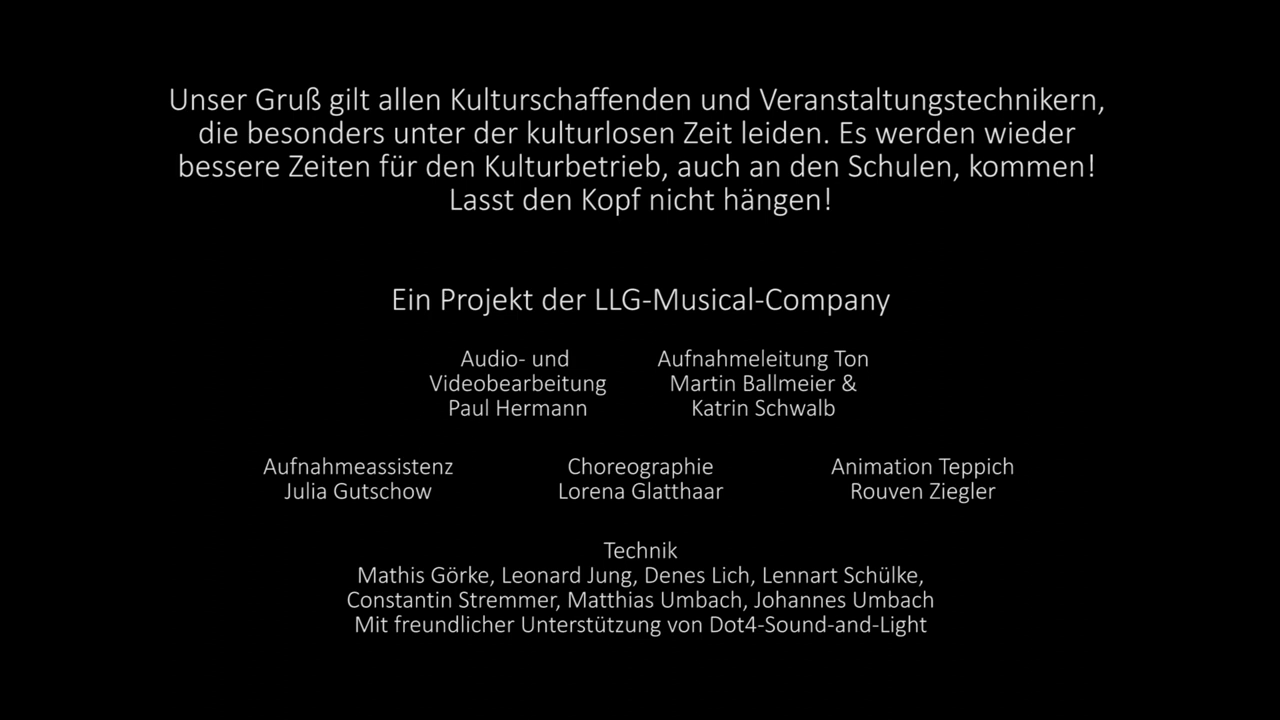 Unser Gruß gilt allen Kulturschaffenden und Veranstaltungstechnikern,
die besonders unter der kulturlosen Zeit leiden. Es werden wieder
bessere Zeiten für den Kulturbetrieb, auch an den Schulen, kommen!
Lasst den Kopf nicht hängen!
Ein Projekt der LLG-Musical-Company
Audio- und
Videobearbeitung
Paul Hermann
Aufnahmeleitung Ton
Martin Ballmeier &
Katrin Schwalb
Aufnahmeassistenz
Julia Gutschow
Choreographie
Lorena Glatthaar
Animation Teppich
Rouven Ziegler
Technik
Mathis Görke, Leonard Jung, Denes Lich, Lennart Schülke,
Constantin Stremmer, Matthias Umbach, Johannes Umbach
Mit freundlicher Unterstützung von Dot4-Sound-and-Light